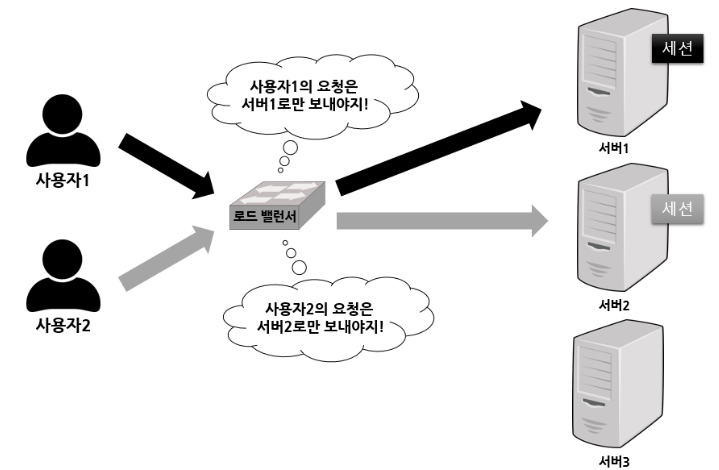 사용자1의 요청은
서버1로만 보내야지!
세션
서버1
사용자1
로드 밸런서
세션
서버2
사용자2의 요청은
서버2로만 보내야지!
사용자2
서버3